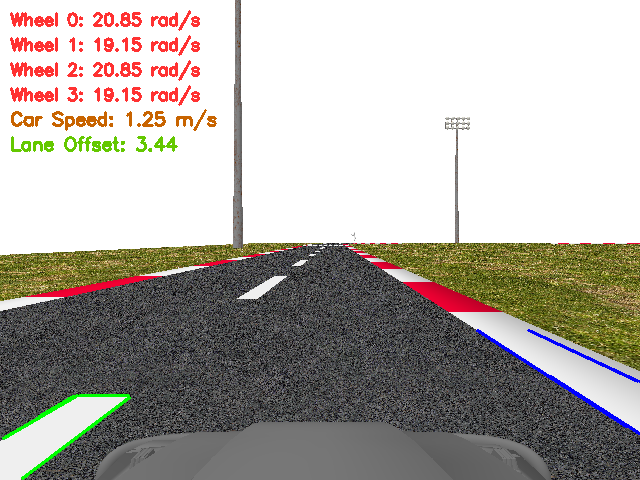 Wheel 0: 20.85 rad/s
Wheel 1: 19.15 rad/s
Wheel 2: 20.85 rad/s
Wheel 3: 19.15 rad/s
Car Speed: 1.25 m/s
Lane Offset: 3.44